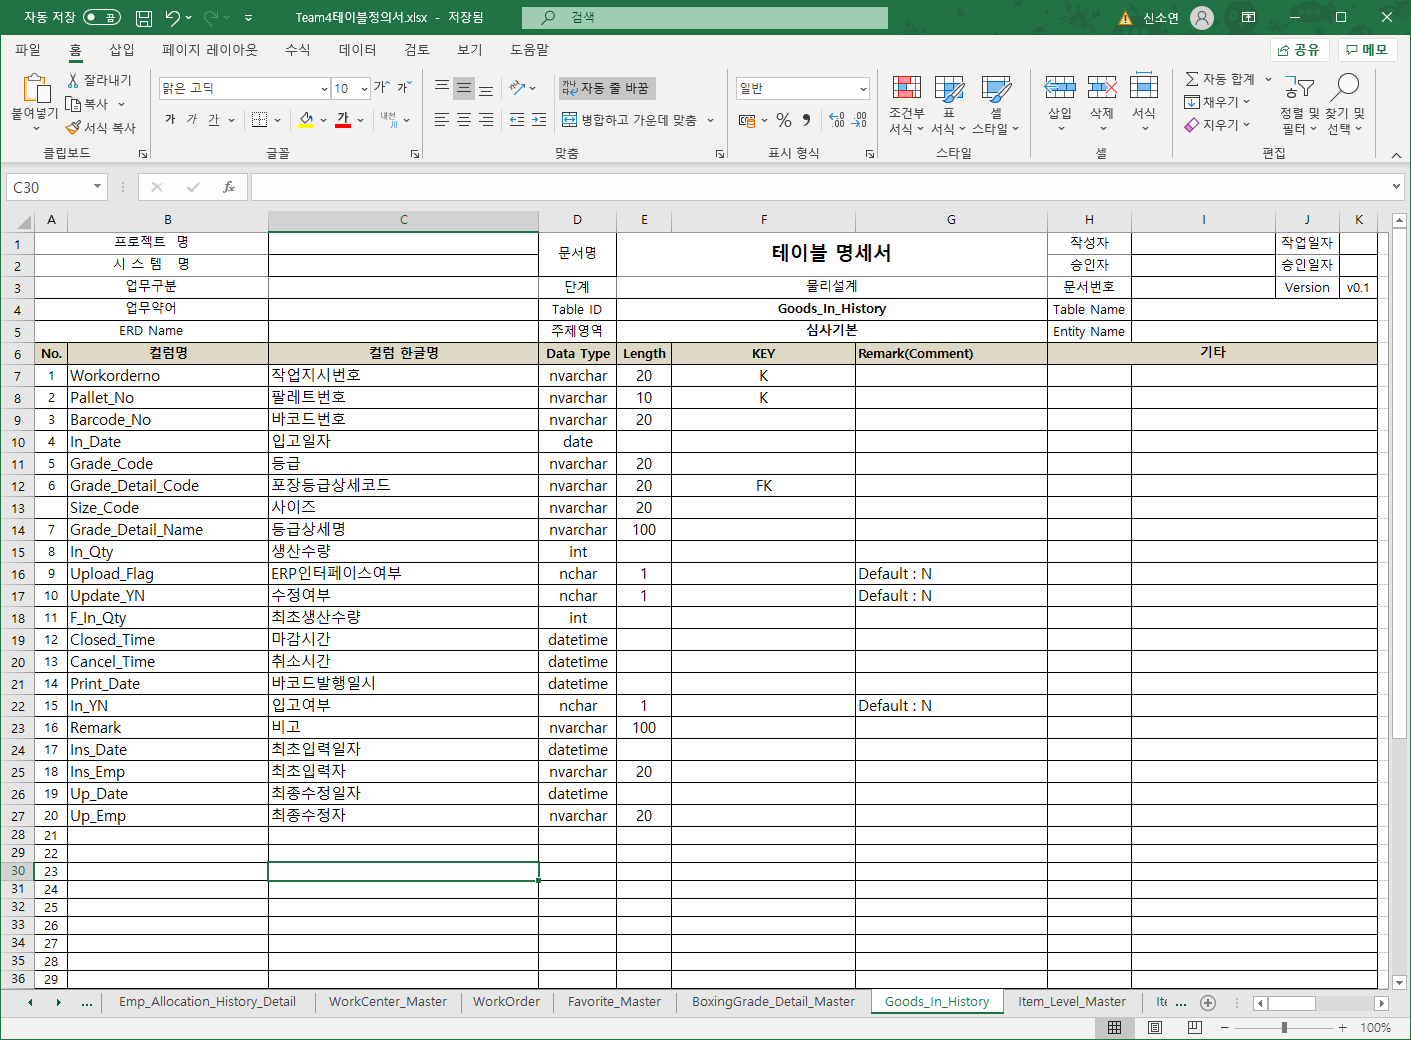 자동 저장 끔 Team4테이블정의서.xlsx - 저장됨 검색 신소연
파일 홈 삽입 페이지 레이아웃 수식 데이터 검토 보기 도움말 공유 메모
붙여넣기 잘라내기 복사 서식 복사 클립보드
맑은 고딕 10 가 가 가 가 가 가 내천 글꼴
자동 줄 바꿈 병합하고 가운데 맞춤 맞춤
일반 % 표시 형식
조건부 서식 표 서식 셀 스타일 스타일
삽입 삭제 서식 셀
자동 합계 채우기 지우기 정렬 및 필터 찾기 및 선택 편집
C30 fx
A B C D E F G H I J K
1 프로젝트 명 문서명 테이블 명세서 작성자 작업일자
2 시 스 템 명 승인자 승인일자
3 업무구분 단계 물리설계 문서번호 Version v0.1
4 업무약어 Table ID Goods_In_History Table Name
5 ERD Name 주제영역 심사기본 Entity Name
6 No. 컬럼명 컬럼 한글명 Data Type Length KEY Remark(Comment) 기타
7 1 Workorderno 작업지시번호 nvarchar 20 K
8 2 Pallet_No 팔레트번호 nvarchar 10 K
9 3 Barcode_No 바코드번호 nvarchar 20
10 4 In_Date 입고일자 date
11 5 Grade_Code 등급 nvarchar 20
12 6 Grade_Detail_Code 포장등급상세코드 nvarchar 20 FK
13 Size_Code 사이즈 nvarchar 20
14 7 Grade_Detail_Name 등급상세명 nvarchar 100
15 8 In_Qty 생산수량 int
16 9 Upload_Flag ERP인터페이스여부 nchar 1 Default : N
17 10 Update_YN 수정여부 nchar 1 Default : N
18 11 F_In_Qty 최초생산수량 int
19 12 Closed_Time 마감시간 datetime
20 13 Cancel_Time 취소시간 datetime
21 14 Print_Date 바코드발행일시 datetime
22 15 In_YN 입고여부 nchar 1 Default : N
23 16 Remark 비고 nvarchar 100
24 17 Ins_Date 최초입력일자 datetime
25 18 Ins_Emp 최초입력자 nvarchar 20
26 19 Up_Date 최종수정일자 datetime
27 20 Up_Emp 최종수정자 nvarchar 20
28 21
29 22
30 23
31 24
32 25
33 26
34 27
35 28
36 29
... Emp_Allocation_History_Detail WorkCenter_Master WorkOrder Favorite_Master BoxingGrade_Detail_Master Goods_In_History Item_Level_Master Ite ...
100%